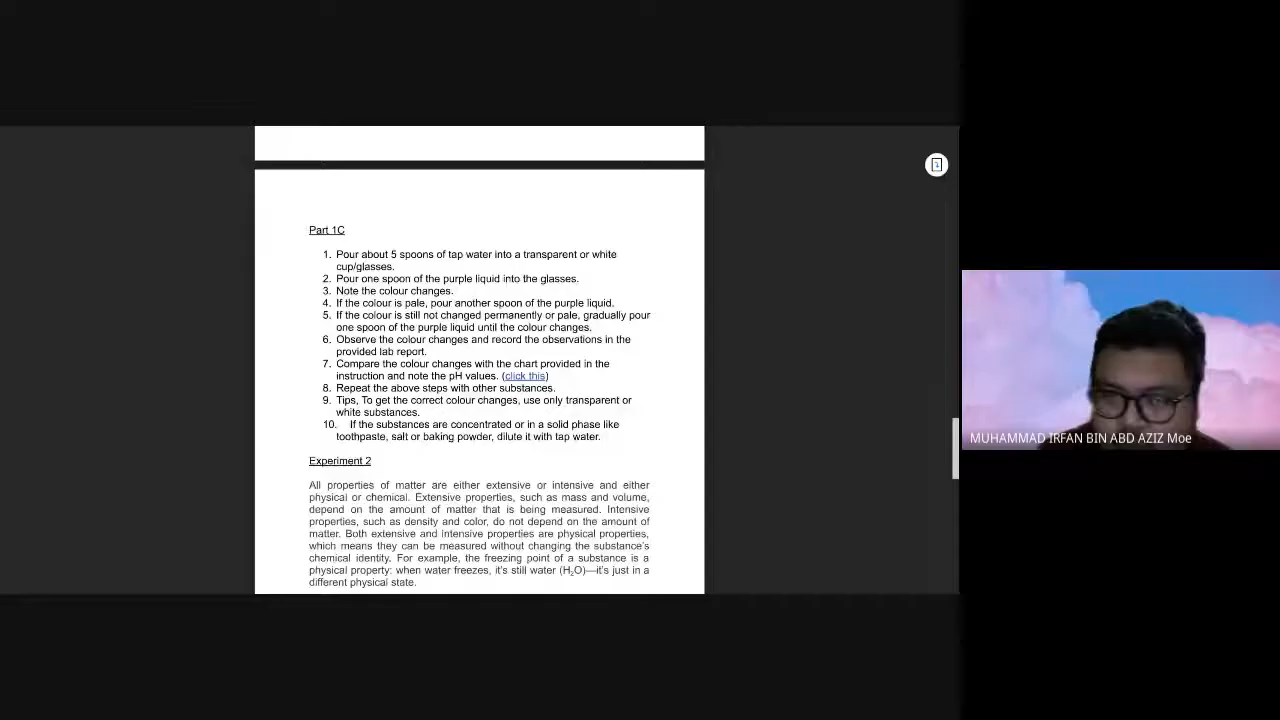 Part 1C
1. Pour about 5 spoons of tap water into a transparent or white
cup/glasses.
2. Pour one spoon of the purple liquid into the glasses.
3. Note the colour changes.
4. If the colour is pale, pour another spoon of the purple liquid.
5. If the colour is still not changed permanently or pale, gradually pour
one spoon of the purple liquid until the colour changes.
6. Observe the colour changes and record the observations in the
provided lab report.
7. Compare the colour changes with the chart provided in the
instruction and note the pH values. (click this)
8. Repeat the above steps with other substances.
9. Tips, To get the correct colour changes, use only transparent or
white substances.
10. If the substances are concentrated or in a solid phase like
toothpaste, salt or baking powder, dilute it with tap water.
Experiment 2
All properties of matter are either extensive or intensive and either
physical or chemical. Extensive properties, such as mass and volume,
depend on the amount of matter that is being measured. Intensive
properties, such as density and color, do not depend on the amount of
matter. Both extensive and intensive properties are physical properties,
which means they can be measured without changing the substance's
chemical identity. For example, the freezing point of a substance is a
physical property: when water freezes, it's still water (H₂O)—it's just in a
different physical state.
MUHAMMAD IRFAN BIN ABD AZIZ Moe